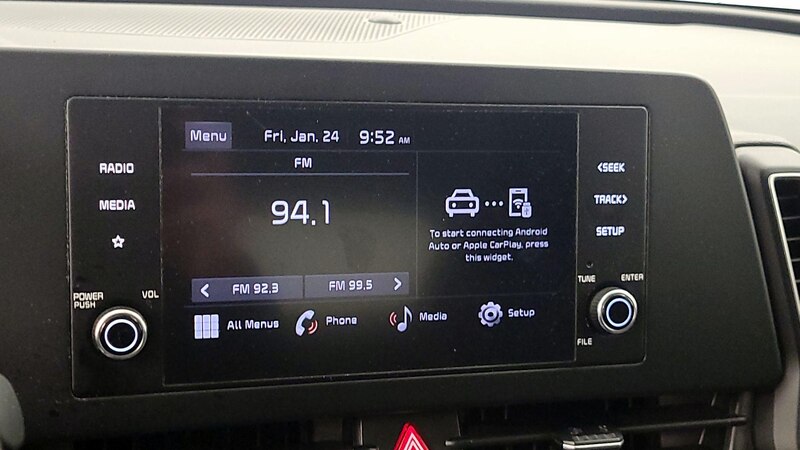 Menu
Fri, Jan. 24
9:52 AM
RADIO
MEDIA
POWER
PUSH
VOL
FM
94.1
FM 92.3
FM 99.5
To start connecting Android
Auto or Apple CarPlay, press
this widget.
All Menus
Phone
Media
Setup
<SEEK
TRACK>
SETUP
TUNE
ENTER
FILE